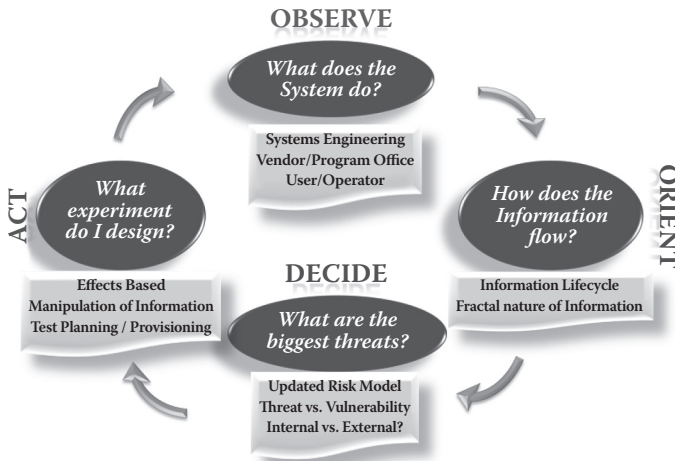 OBSERVE
What does the
System do?
Systems Engineering
Vendor/Program Office
User/Operator
ORIENT
How does the
Information
flow?
Information Lifecycle
Fractal nature of Information
DECIDE
What are the
biggest threats?
Updated Risk Model
Threat vs. Vulnerability
Internal vs. External?
ACT
What
experiment
do I design?
Effects Based
Manipulation of Information
Test Planning / Provisioning